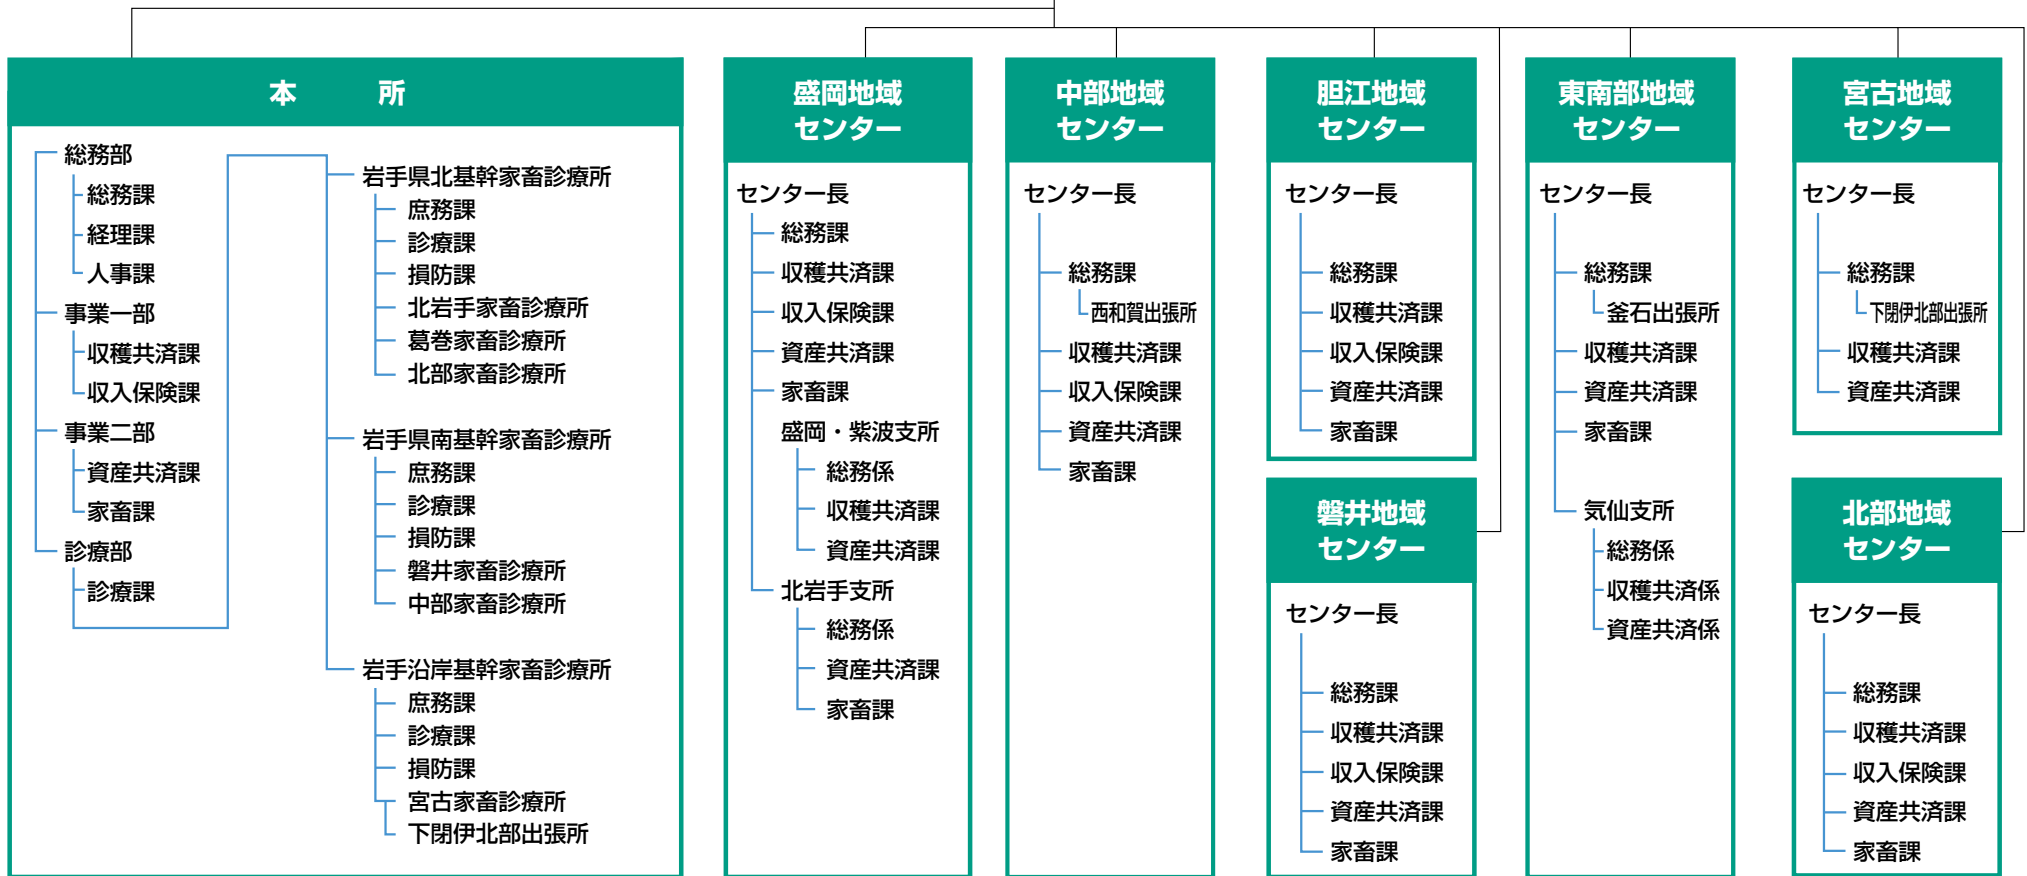 本　所
総務部
総務課
経理課
人事課
事業一部
収穫共済課
収入保険課
事業二部
資産共済課
家畜課
診療部
診療課
岩手県北基幹家畜診療所
庶務課
診療課
損防課
北岩手家畜診療所
葛巻家畜診療所
北部家畜診療所
岩手県南基幹家畜診療所
庶務課
診療課
損防課
磐井家畜診療所
中部家畜診療所
岩手沿岸基幹家畜診療所
庶務課
診療課
損防課
宮古家畜診療所
下閉伊北部出張所
盛岡地域
センター
センター長
総務課
収穫共済課
収入保険課
資産共済課
家畜課
盛岡・紫波支所
総務係
収穫共済課
資産共済課
北岩手支所
総務係
資産共済課
家畜課
中部地域
センター
センター長
総務課
西和賀出張所
収穫共済課
収入保険課
資産共済課
家畜課
胆江地域
センター
センター長
総務課
収穫共済課
収入保険課
資産共済課
家畜課
磐井地域
センター
センター長
総務課
収穫共済課
収入保険課
資産共済課
家畜課
東南部地域
センター
センター長
総務課
釜石出張所
収穫共済課
資産共済課
家畜課
気仙支所
総務係
収穫共済係
資産共済係
宮古地域
センター
センター長
総務課
下閉伊北部出張所
収穫共済課
資産共済課
北部地域
センター
センター長
総務課
収穫共済課
収入保険課
資産共済課
家畜課